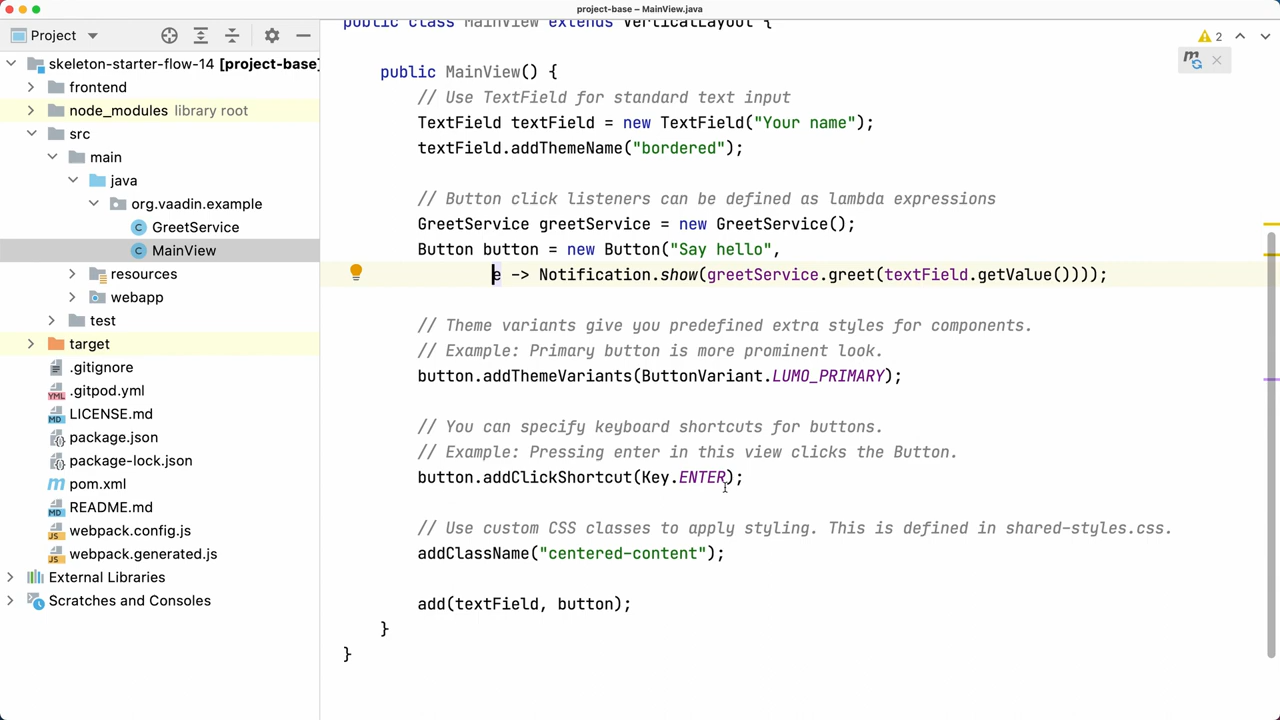 project-base – MainView.java
Project
skeleton-starter-flow-14 [project-base]
frontend
node_modules library root
src
main
java
org.vaadin.example
GreetService
MainView
resources
webapp
test
target
.gitignore
.gitpod.yml
LICENSE.md
package.json
package-lock.json
pom.xml
README.md
webpack.config.js
webpack.generated.js
External Libraries
Scratches and Consoles
2
public class MainView extends VerticalLayout {
public MainView() {
// Use TextField for standard text input
TextField textField = new TextField("Your name");
textField.addThemeName("bordered");
// Button click listeners can be defined as lambda expressions
GreetService greetService = new GreetService();
Button button = new Button("Say hello",
e -> Notification.show(greetService.greet(textField.getValue())));
// Theme variants give you predefined extra styles for components.
// Example: Primary button is more prominent look.
button.addThemeVariants(ButtonVariant.LUMO_PRIMARY);
// You can specify keyboard shortcuts for buttons.
// Example: Pressing enter in this view clicks the Button.
button.addClickShortcut(Key.ENTER);
// Use custom CSS classes to apply styling. This is defined in shared-styles.css.
addClassName("centered-content");
add(textField, button);
}
}